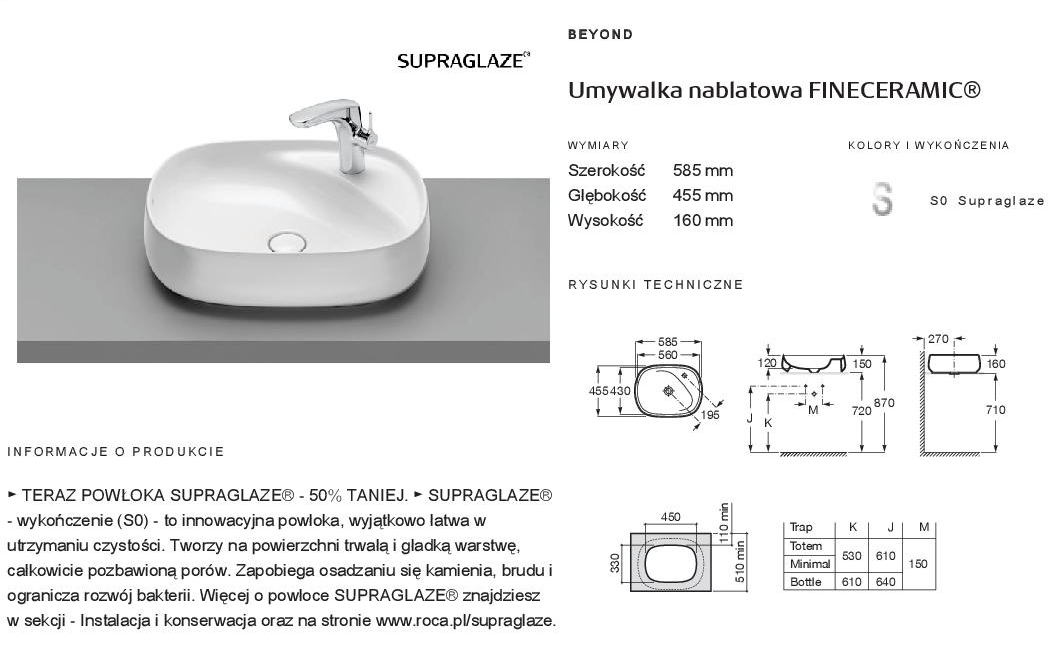 SUPRAGLAZE®
BEYOND
Umywalka nablatowa FINECERAMIC®
WYMIARY
Szerokość 585 mm
Głębokość 455 mm
Wysokość 160 mm
KOLORY I WYKOŃCZENIA
S S0 Supraglaze
RYSUNKI TECHNICZNE
585
560
455 430
195
120
150
M
J
K
720
870
270
160
710
450
330
110 min
510 min
Trap K J M
Totem
Minimal
530 610
150
Bottle 610 640
INFORMACJE O PRODUKCIE
► TERAZ POWŁOKA SUPRAGLAZE® - 50% TANIEJ. ► SUPRAGLAZE®
- wykończenie (S0) - to innowacyjna powłoka, wyjątkowo łatwa w
utrzymaniu czystości. Tworzy na powierzchni trwałą i gładką warstwę,
całkowicie pozbawioną porów. Zapobiega osadzaniu się kamienia, brudu i
ogranicza rozwój bakterii. Więcej o powłoce SUPRAGLAZE® znajdziesz
w sekcji - Instalacja i konserwacja oraz na stronie www.roca.pl/supraglaze.